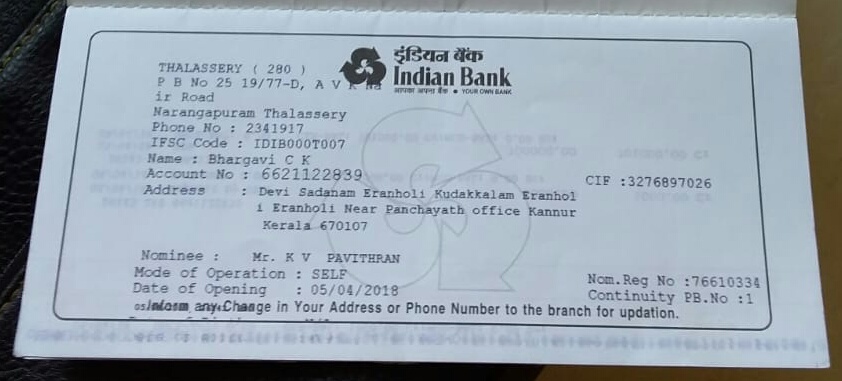 इंडियन बैंक
Indian Bank
आपका अपना बैंक • YOUR OWN BANK
THALASSERY ( 280 )
P B No 25 19/77-D, A V K Na
ir Road
Narangapuram Thalassery
Phone No : 2341917
IFSC Code : IDIB000T007
Name : Bhargavi C K
Account No : 6621122839
CIF :3276897026
Address : Devi Sadanam Eranholi Kudakkalam Eranhol
i Eranholi Near Panchayath office Kannur
Kerala 670107
Nominee : Mr. K V PAVITHRAN
Mode of Operation : SELF
Nom.Reg No :76610334
Date of Opening : 05/04/2018
Continuity PB.No :1
Inform any Change in Your Address or Phone Number to the branch for updation.